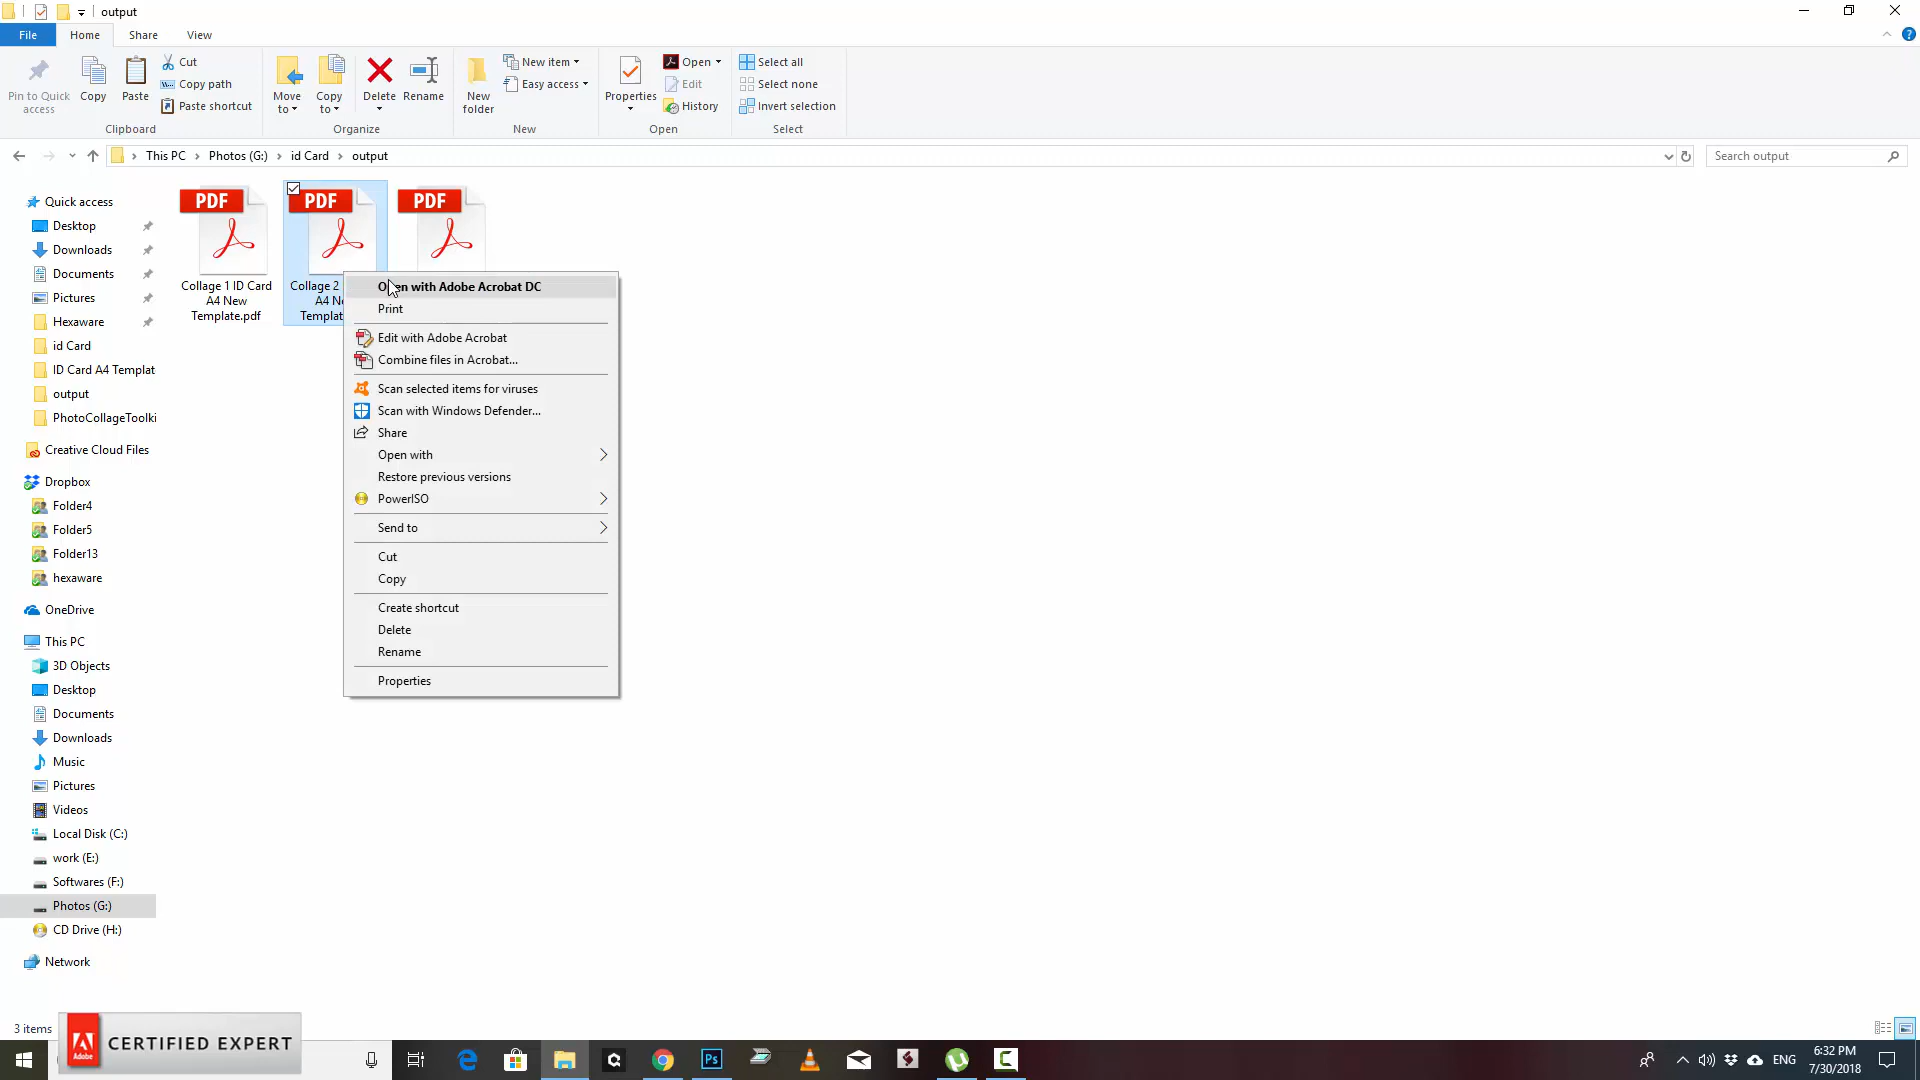 output
File
Home
Share
View
Pin to Quick
access
Copy
Paste
Cut
Copy path
Paste shortcut
Clipboard
Move
to
Copy
to
Delete
Rename
Organize
New
folder
New item
Easy access
New
Properties
Open
Edit
History
Open
Select all
Select none
Invert selection
Select
This PC
Photos (G:)
id Card
output
Search output
Quick access
Desktop
Downloads
Documents
Pictures
Hexaware
id Card
ID Card A4 Templat
output
PhotoCollageToolki
Creative Cloud Files
Dropbox
Folder4
Folder5
Folder13
hexaware
OneDrive
This PC
3D Objects
Desktop
Documents
Downloads
Music
Pictures
Videos
Local Disk (C:)
work (E:)
Softwares (F:)
Photos (G:)
CD Drive (H:)
Network
PDF
Collage 1 ID Card
A4 New
Template.pdf
PDF
Collage 2
A4 N
Templat
PDF
Open with Adobe Acrobat DC
Print
Edit with Adobe Acrobat
Combine files in Acrobat...
Scan selected items for viruses
Scan with Windows Defender...
Share
Open with
Restore previous versions
PowerISO
Send to
Cut
Copy
Create shortcut
Delete
Rename
Properties
3 items
Adobe
CERTIFIED EXPERT
Ps
ENG
6:32 PM
7/30/2018